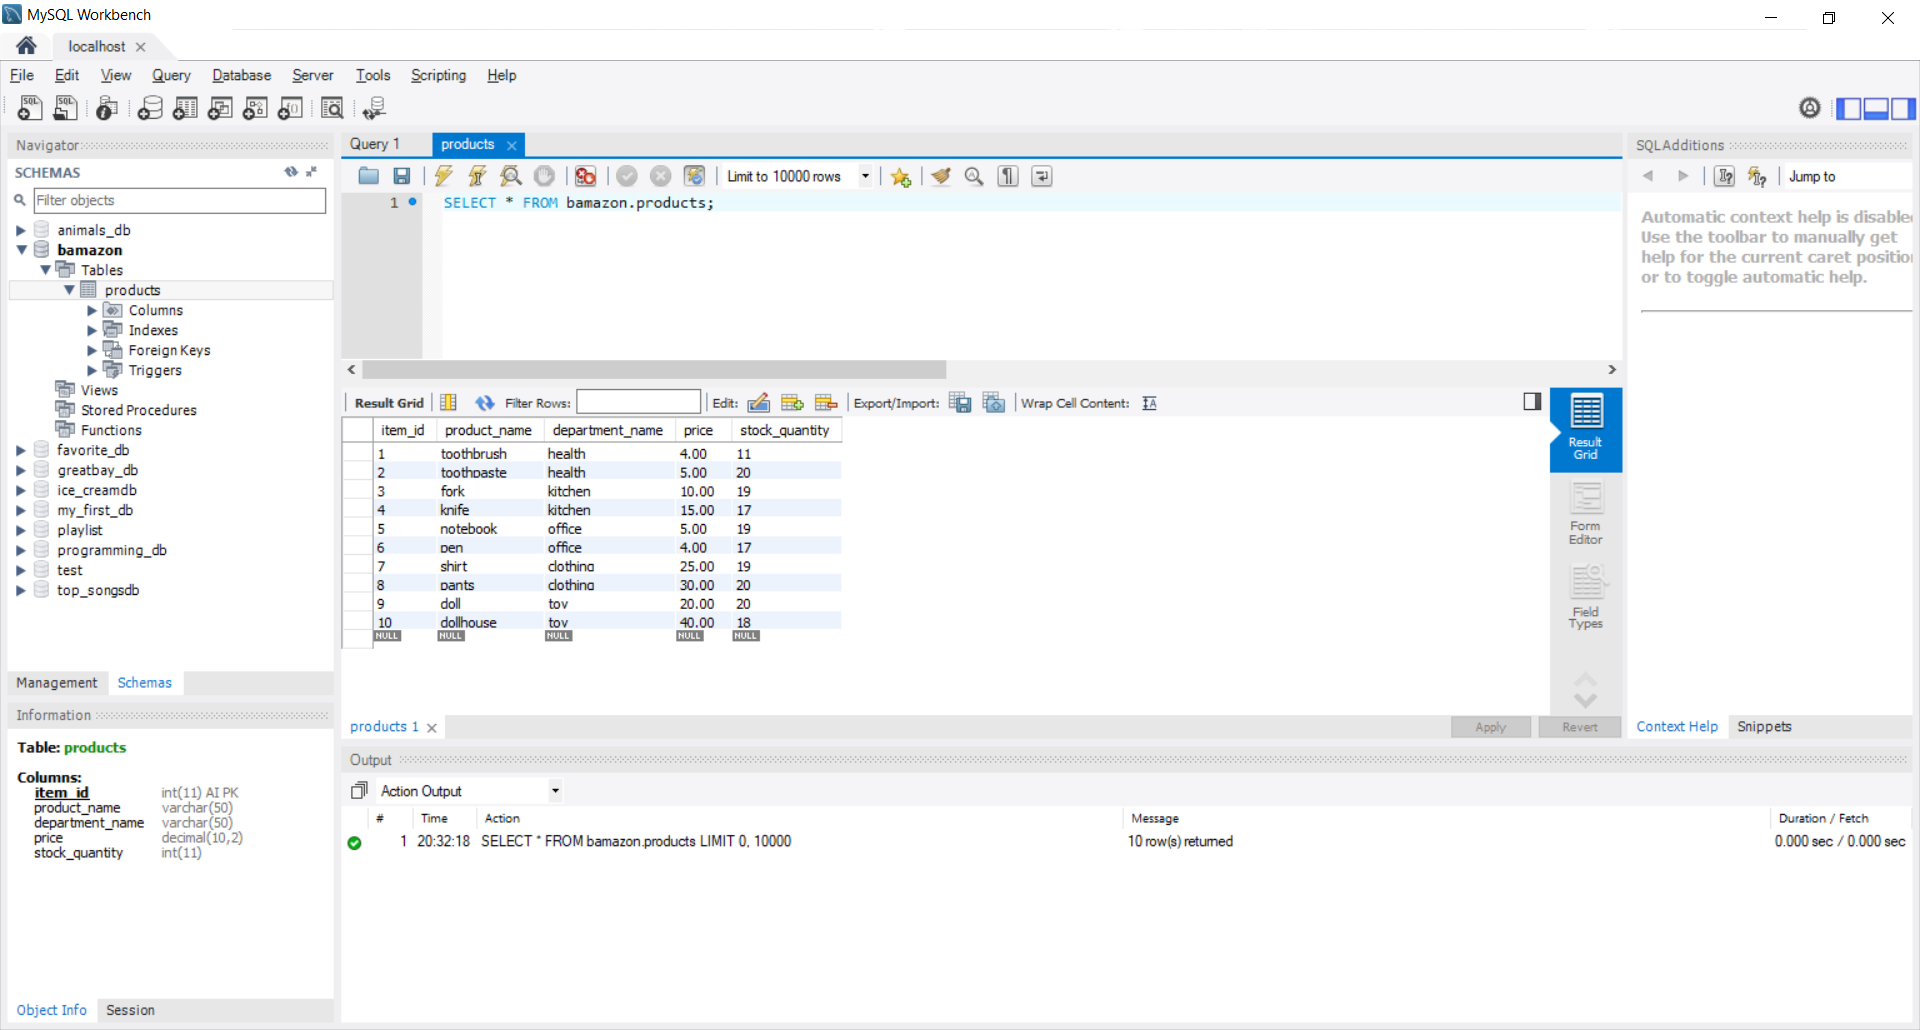 MySQL Workbench
localhost
File Edit View Query Database Server Tools Scripting Help
Navigator
SCHEMAS
Filter objects
animals_db
bamazon
Tables
products
Columns
Indexes
Foreign Keys
Triggers
Views
Stored Procedures
Functions
favorite_db
greatbay_db
ice_creamdb
my_first_db
playlist
programming_db
test
top_songsdb
Management Schemas
Information
Table: products
Columns:
item_id int(11) AI PK
product_name varchar(50)
department_name varchar(50)
price decimal(10,2)
stock_quantity int(11)
Object Info Session
Query 1 products
Limit to 10000 rows
1 SELECT * FROM bamazon.products;
Result Grid Filter Rows: Edit: Export/Import: Wrap Cell Content:
item_id product_name department_name price stock_quantity
1 toothbrush health 4.00 11
2 toothpaste health 5.00 20
3 fork kitchen 10.00 19
4 knife kitchen 15.00 17
5 notebook office 5.00 19
6 pen office 4.00 17
7 shirt clothing 25.00 19
8 pants clothing 30.00 20
9 doll toy 20.00 20
10 dollhouse toy 40.00 18
NULL NULL NULL NULL NULL
Result
Grid
Form
Editor
Field
Types
products 1 Apply Revert
Output
Action Output
# Time Action Message Duration / Fetch
1 20:32:18 SELECT * FROM bamazon.products LIMIT 0, 10000 10 row(s) returned 0.000 sec / 0.000 sec
SQLAdditions
Jump to
Automatic context help is disable
Use the toolbar to manually get
help for the current caret positio
or to toggle automatic help.
Context Help Snippets